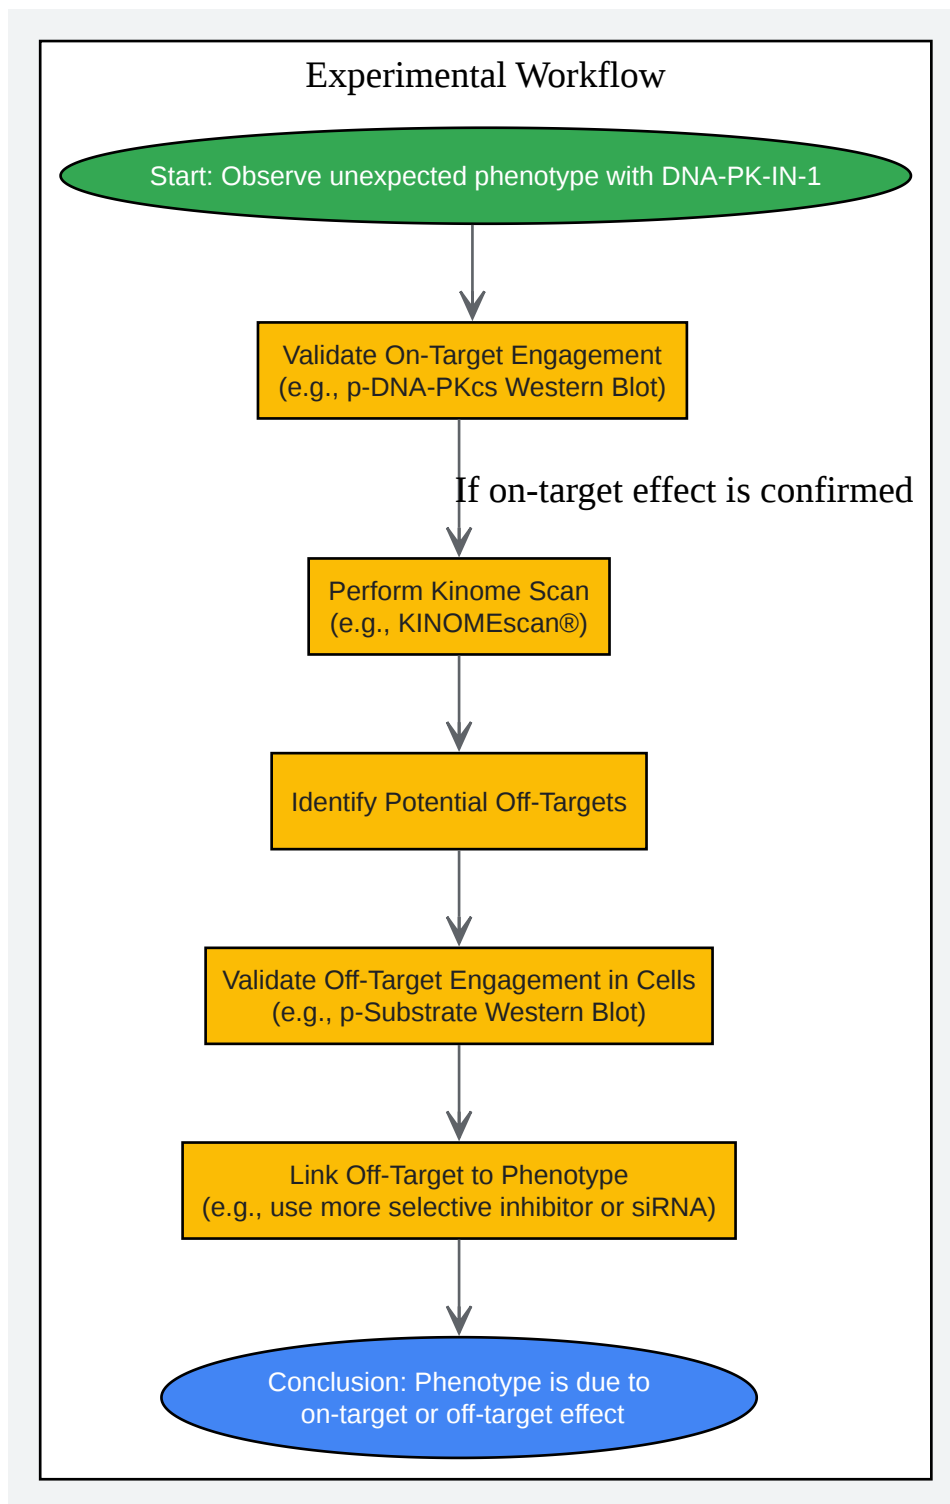 Experimental Workflow
Start: Observe unexpected phenotype with DNA-PK-IN-1
Validate On-Target Engagement
(e.g., p-DNA-PKcs Western Blot)
If on-target effect is confirmed
Perform Kinome Scan
(e.g., KINOMEscan®)
Identify Potential Off-Targets
Validate Off-Target Engagement in Cells
(e.g., p-Substrate Western Blot)
Link Off-Target to Phenotype
(e.g., use more selective inhibitor or siRNA)
Conclusion: Phenotype is due to
on-target or off-target effect